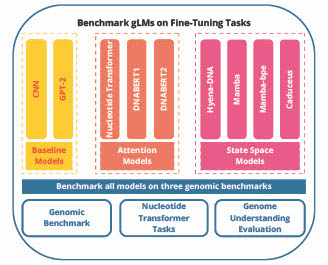 Benchmark gLMs on Fine-Tuning Tasks
CNN
GPT-2
Nucleotide Transformer
DNABERT1
DNABERT2
Hyena-DNA
Mamba
Mamba-bpe
Caduceus
Baseline
Models
Attention
Models
State Space
Models
Benchmark all models on three genomic benchmarks
Genomic
Benchmark
Nucleotide
Transformer
Tasks
Genome
Understanding
Evaluation